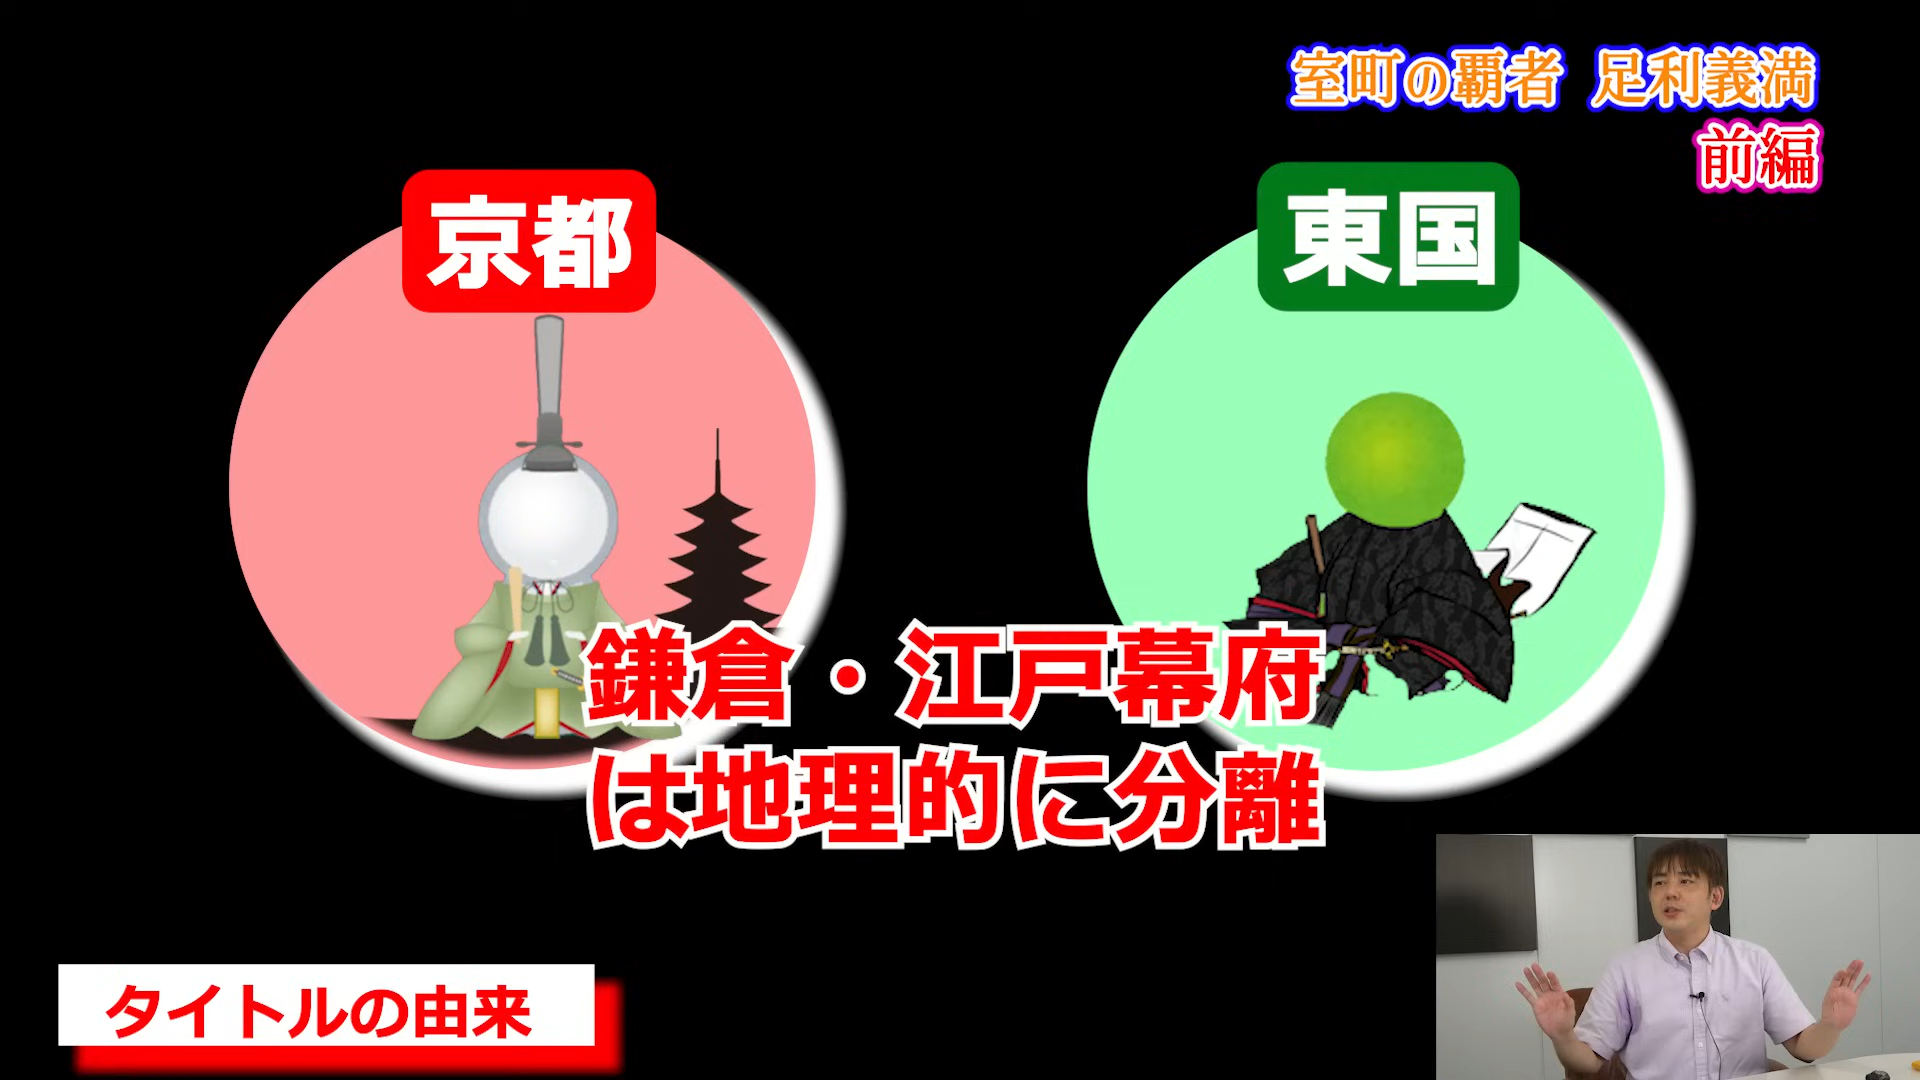 室町の覇者 足利義満
前編
京都
東国
鎌倉・江戸幕府
は地理的に分離
タイトルの由来